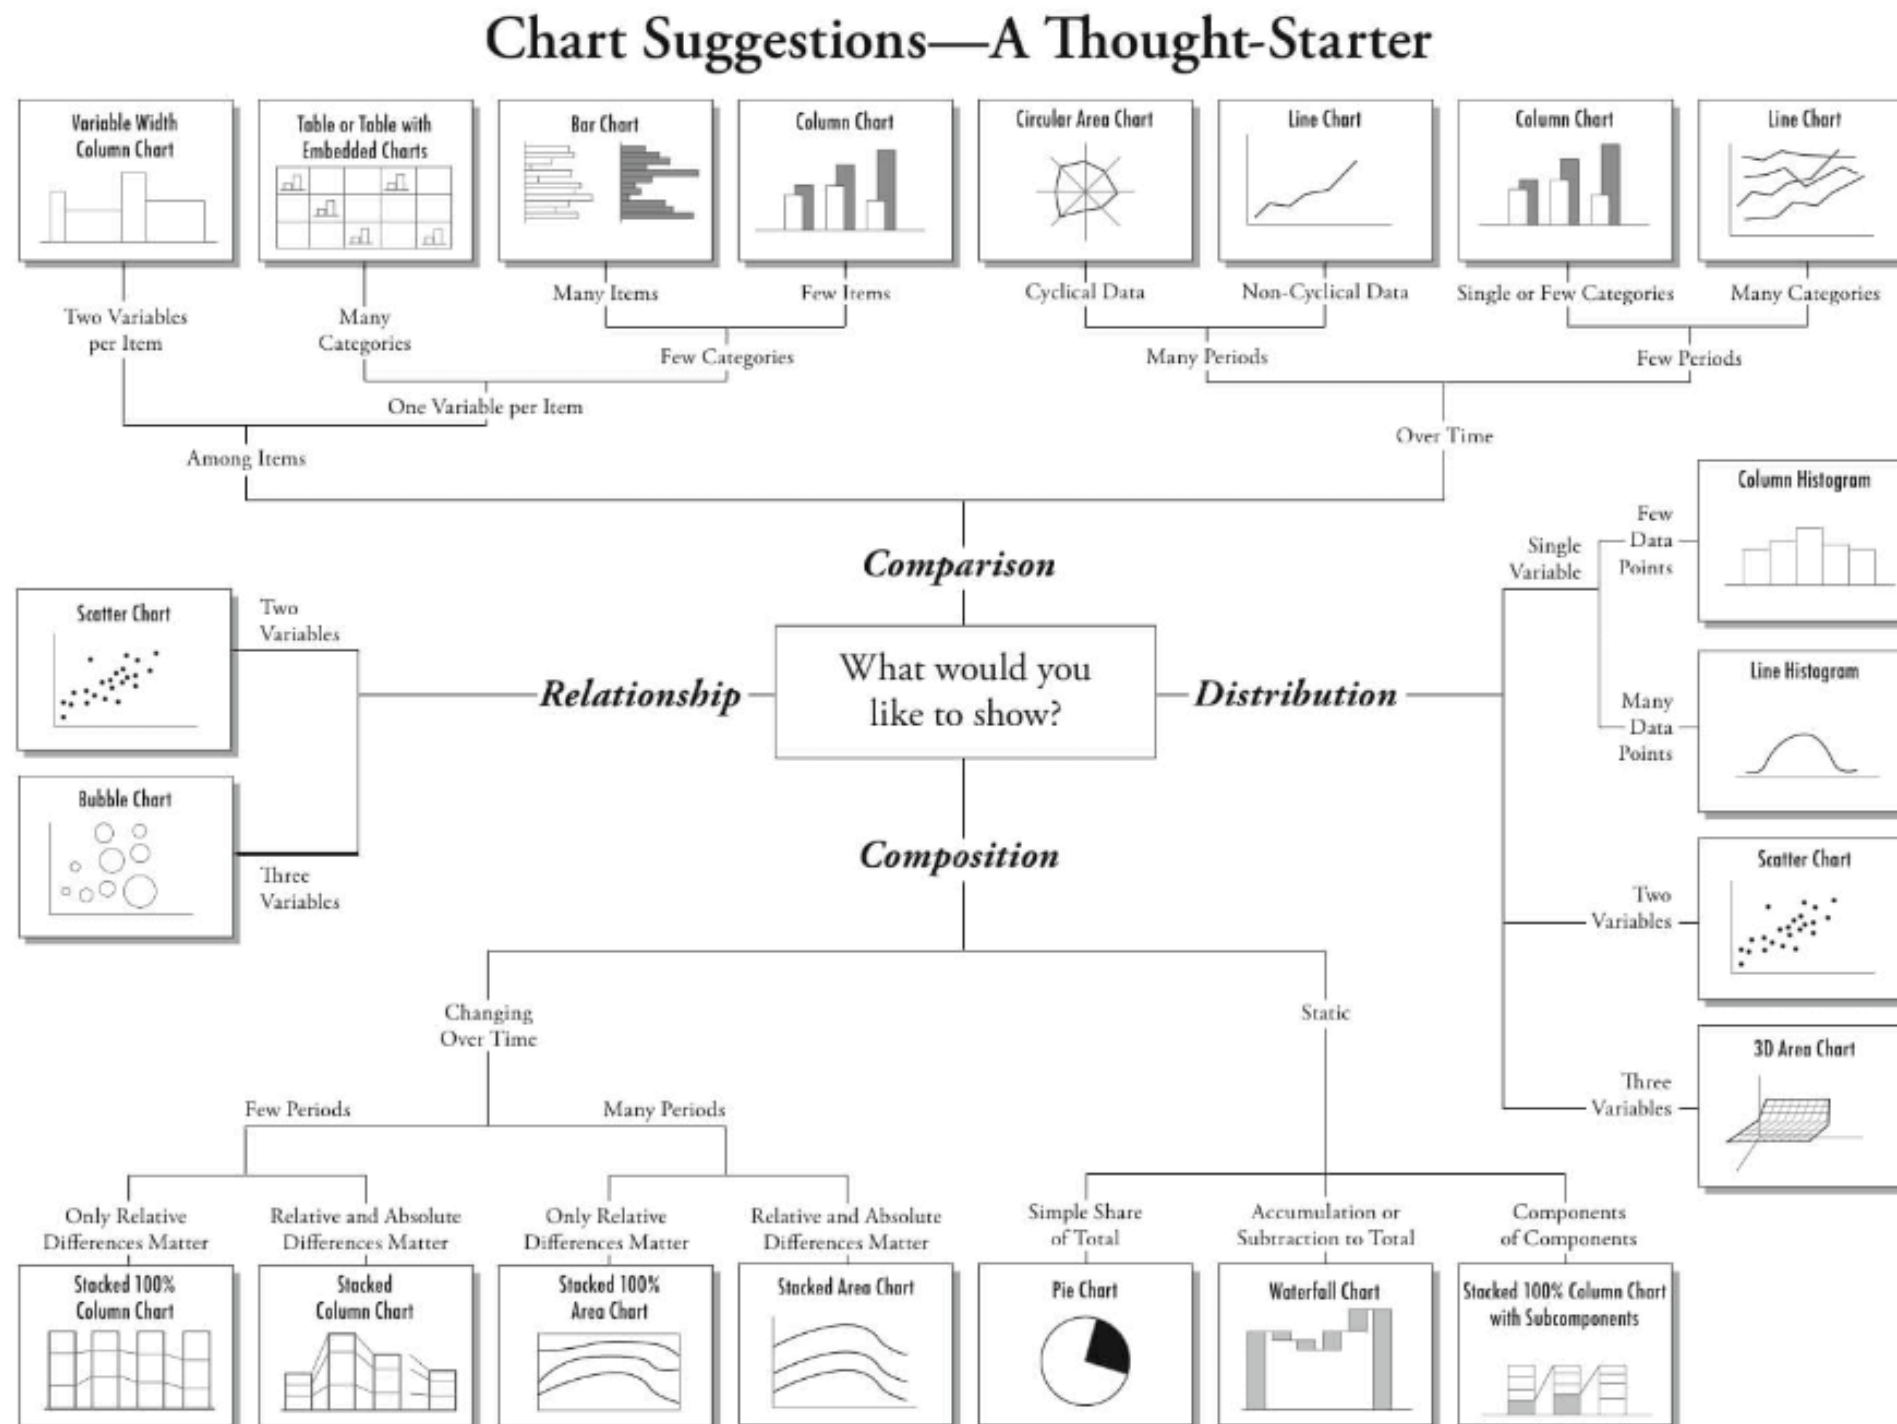 Chart Suggestions—A Thought-Starter
Variable Width
Column Chart
Table or Table with
Embedded Charts
Bar Chart
Column Chart
Circular Area Chart
Line Chart
Column Chart
Line Chart
Two Variables
per Item
Many
Categories
Many Items
Few Items
Cyclical Data
Non-Cyclical Data
Single or Few Categories
Many Categories
Few Categories
Many Periods
Few Periods
One Variable per Item
Among Items
Over Time
Comparison
What would you
like to show?
Relationship
Two
Variables
Scatter Chart
Three
Variables
Bubble Chart
Distribution
Single
Variable
Few
Data
Points
Column Histogram
Many
Data
Points
Line Histogram
Two
Variables
Scatter Chart
Three
Variables
3D Area Chart
Composition
Changing
Over Time
Static
Few Periods
Many Periods
Only Relative
Differences Matter
Relative and Absolute
Differences Matter
Only Relative
Differences Matter
Relative and Absolute
Differences Matter
Simple Share
of Total
Accumulation or
Subtraction to Total
Components
of Components
Stacked 100%
Column Chart
Stacked
Column Chart
Stacked 100%
Area Chart
Stacked Area Chart
Pie Chart
Waterfall Chart
Stacked 100% Column Chart
with Subcomponents